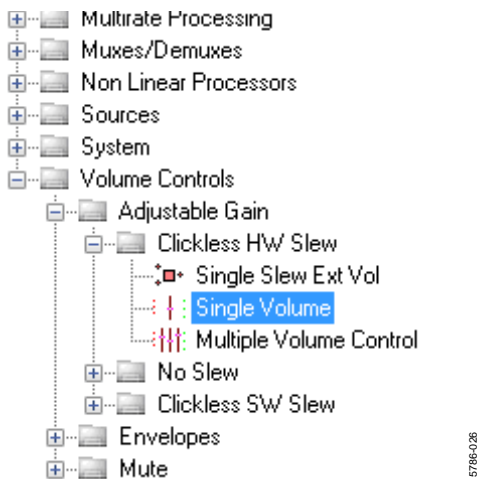 Multirate Processing
Muxes/Demuxes
Non Linear Processors
Sources
System
Volume Controls
Adjustable Gain
Clickless HW Slew
Single Slew Ext Vol
Single Volume
Multiple Volume Control
No Slew
Clickless SW Slew
Envelopes
Mute
5786-026